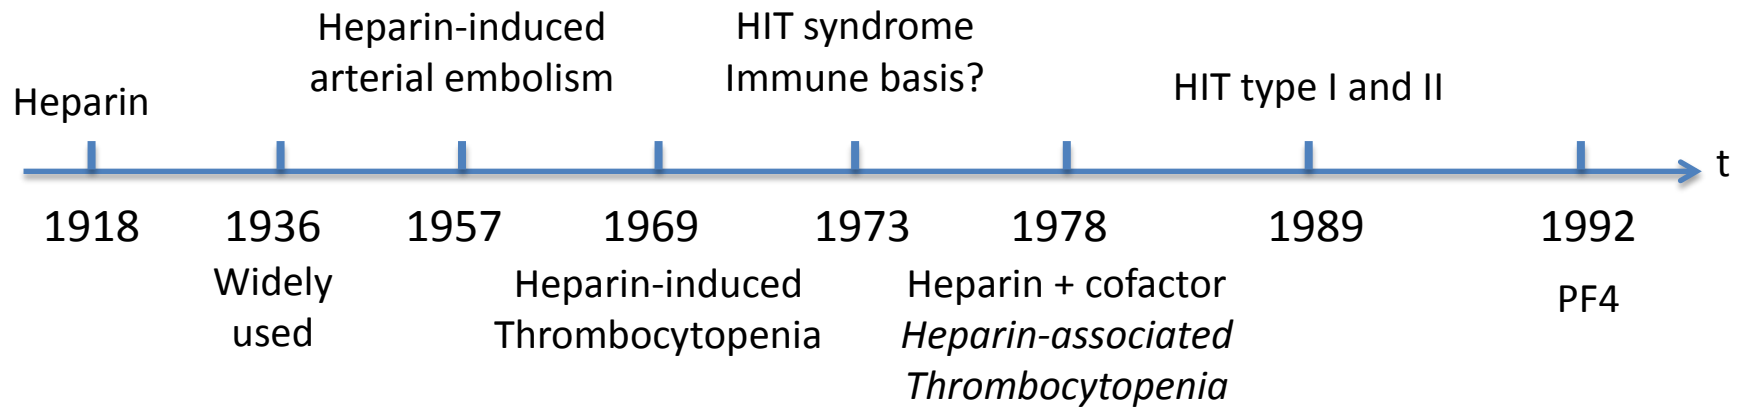 Heparin-induced
arterial embolism
HIT syndrome
Immune basis?
Heparin
HIT type I and II
t
1918
1936
1957
1969
1973
1978
1989
1992
Widely
used
Heparin-induced
Thrombocytopenia
Heparin + cofactor
Heparin-associated
Thrombocytopenia
PF4